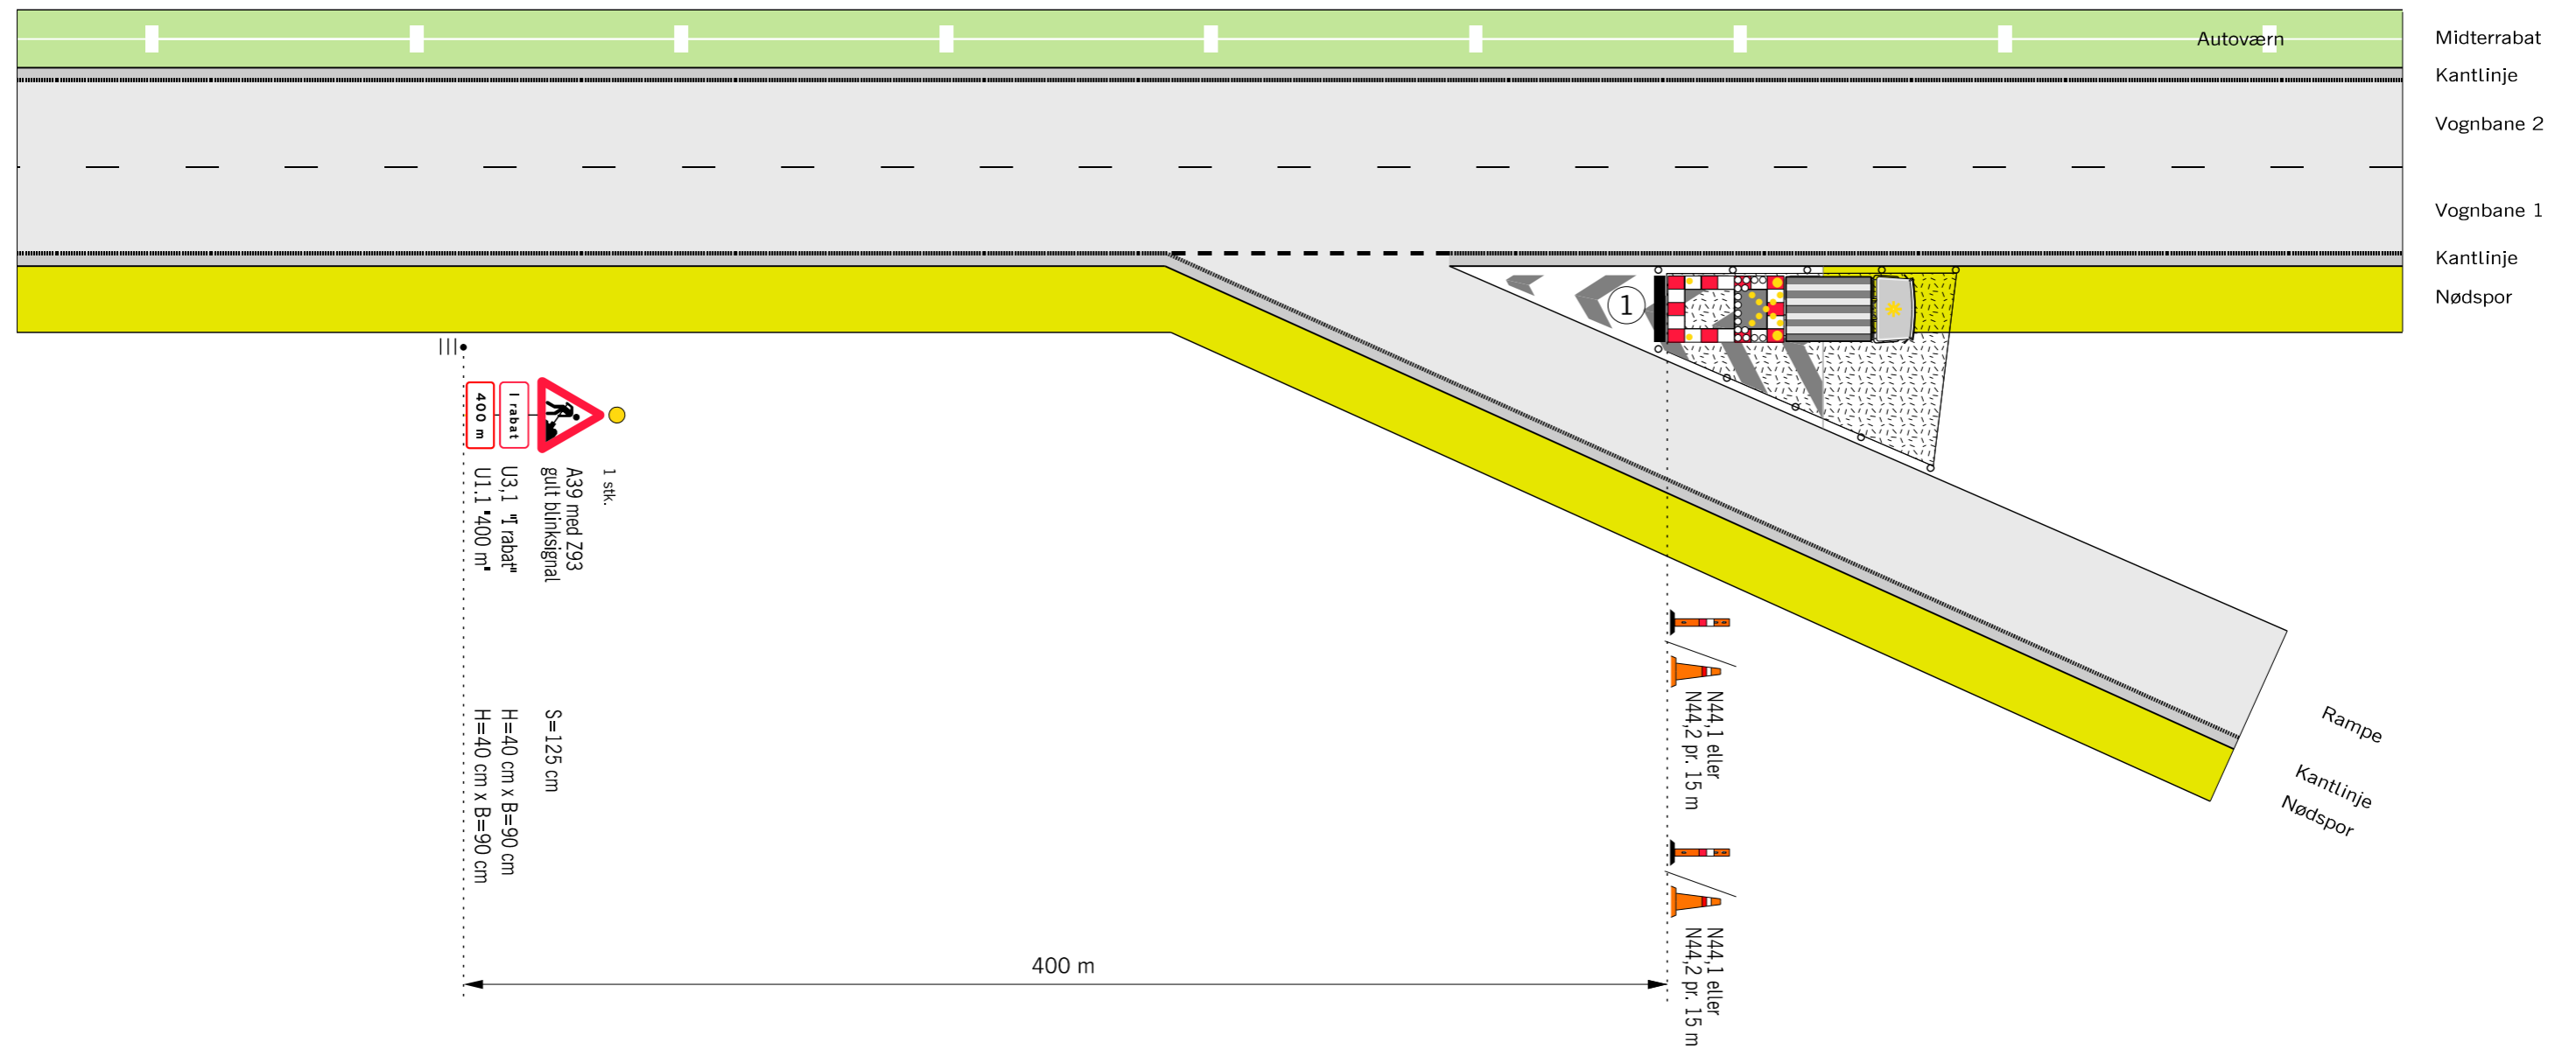 Autoværn
Midterrabat
Kantlinje
Vognbane 2
Vognbane 1
Kantlinje
Nødspor
1
400 m
I rabat
1 stk.
A39 med Z93
gult blinksignal
U3,1 "I rabat"
U1.1 "400 m"
S=125 cm
H=40 cm x B=90 cm
H=40 cm x B=90 cm
N44,1 eller
N44,2 pr. 15 m
N44,1 eller
N44,2 pr. 15 m
400 m
Rampe
Kantlinje
Nødspor